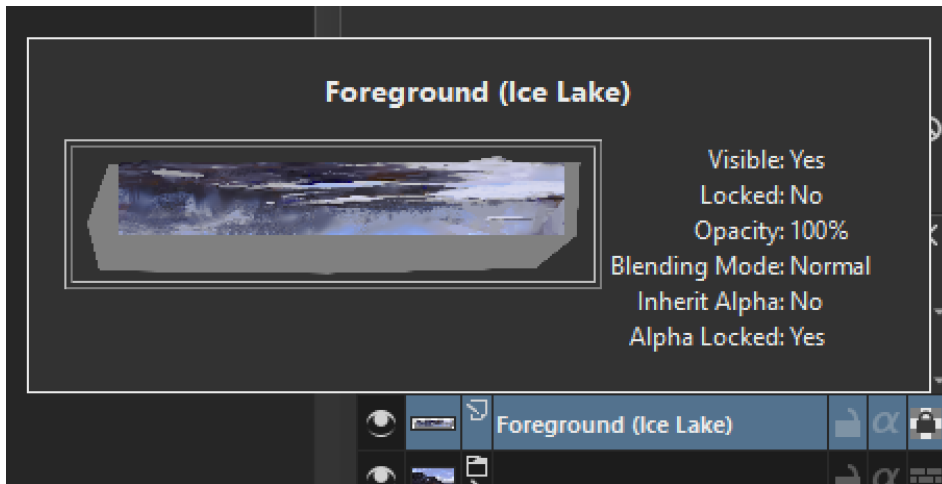 Foreground (Ice Lake)
Visible: Yes
Locked: No
Opacity: 100%
Blending Mode: Normal
Inherit Alpha: No
Alpha Locked: Yes
Foreground (Ice Lake)